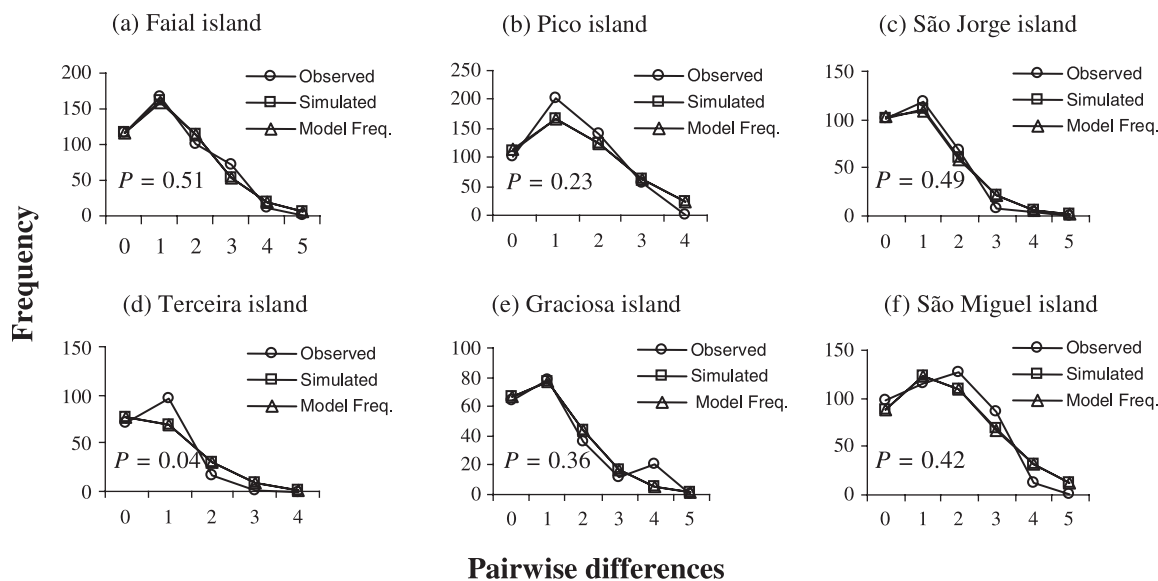 (a) Faial island
200
150
100
50
0
0 1 2 3 4 5
Observed
Simulated
Model Freq.
P = 0.51
(b) Pico island
250
200
150
100
50
0
0 1 2 3 4
Observed
Simulated
Model Freq.
P = 0.23
(c) São Jorge island
150
100
50
0
0 1 2 3 4 5
Observed
Simulated
Model Freq.
P = 0.49
Frequency
(d) Terceira island
150
100
50
0
0 1 2 3 4
Observed
Simulated
Model Freq.
P = 0.04
(e) Graciosa island
100
80
60
40
20
0
0 1 2 3 4 5
Observed
Simulated
Model Freq.
P = 0.36
(f) São Miguel island
150
100
50
0
0 1 2 3 4 5
Observed
Simulated
Model Freq.
P = 0.42
Pairwise differences